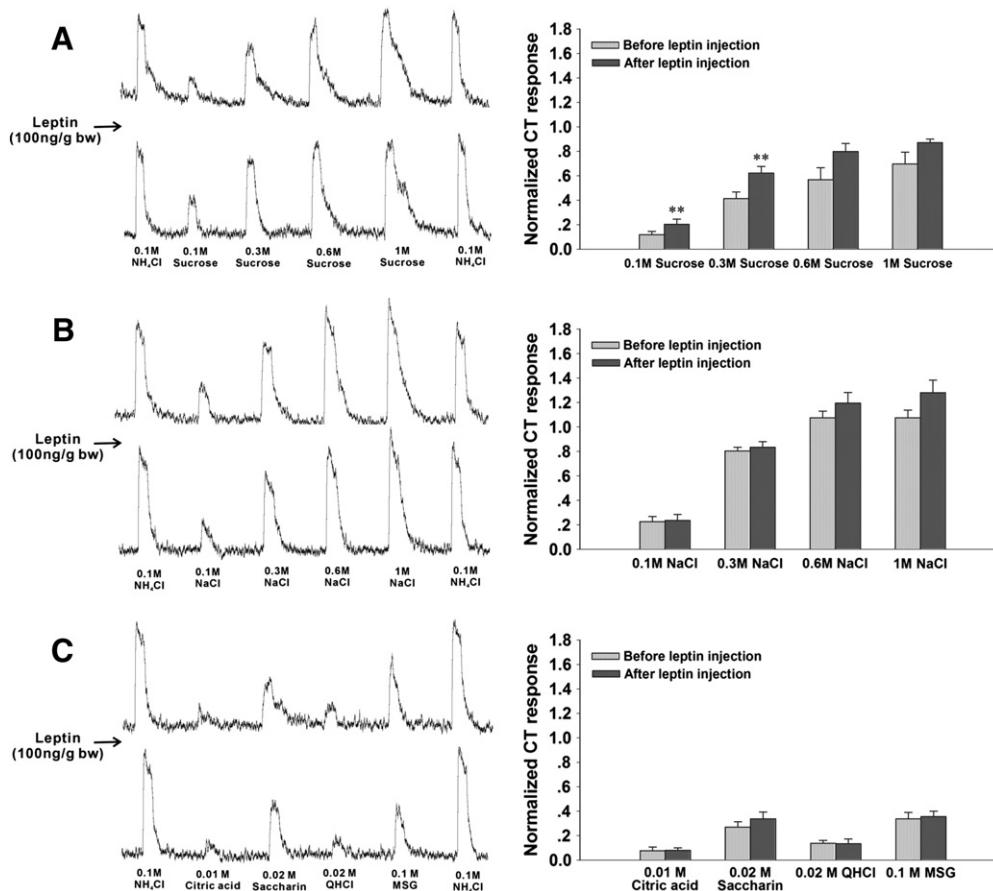 A
Leptin
(100ng/g bw)
0.1M
NH₄Cl
0.1M
Sucrose
0.3M
Sucrose
0.6M
Sucrose
1M
Sucrose
0.1M
NH₄Cl
Normalized CT response
1.8
1.6
1.4
1.2
1.0
.8
.6
.4
.2
0.0
Before leptin injection
After leptin injection
**
**
0.1M Sucrose
0.3M Sucrose
0.6M Sucrose
1M Sucrose
B
Leptin
(100ng/g bw)
0.1M
NH₄Cl
0.1M
NaCl
0.3M
NaCl
0.6M
NaCl
1M
NaCl
0.1M
NH₄Cl
Normalized CT response
1.8
1.6
1.4
1.2
1.0
.8
.6
.4
.2
0.0
Before leptin injection
After leptin injection
0.1M NaCl
0.3M NaCl
0.6M NaCl
1M NaCl
C
Leptin
(100ng/g bw)
0.1M
NH₄Cl
0.01 M
Citric acid
0.02 M
Saccharin
0.02 M
QHCl
0.1 M
MSG
0.1M
NH₄Cl
Normalized CT response
1.8
1.6
1.4
1.2
1.0
.8
.6
.4
.2
0.0
Before leptin injection
After leptin injection
0.01 M
Citric acid
0.02 M
Saccharin
0.02 M QHCl
0.1 M MSG